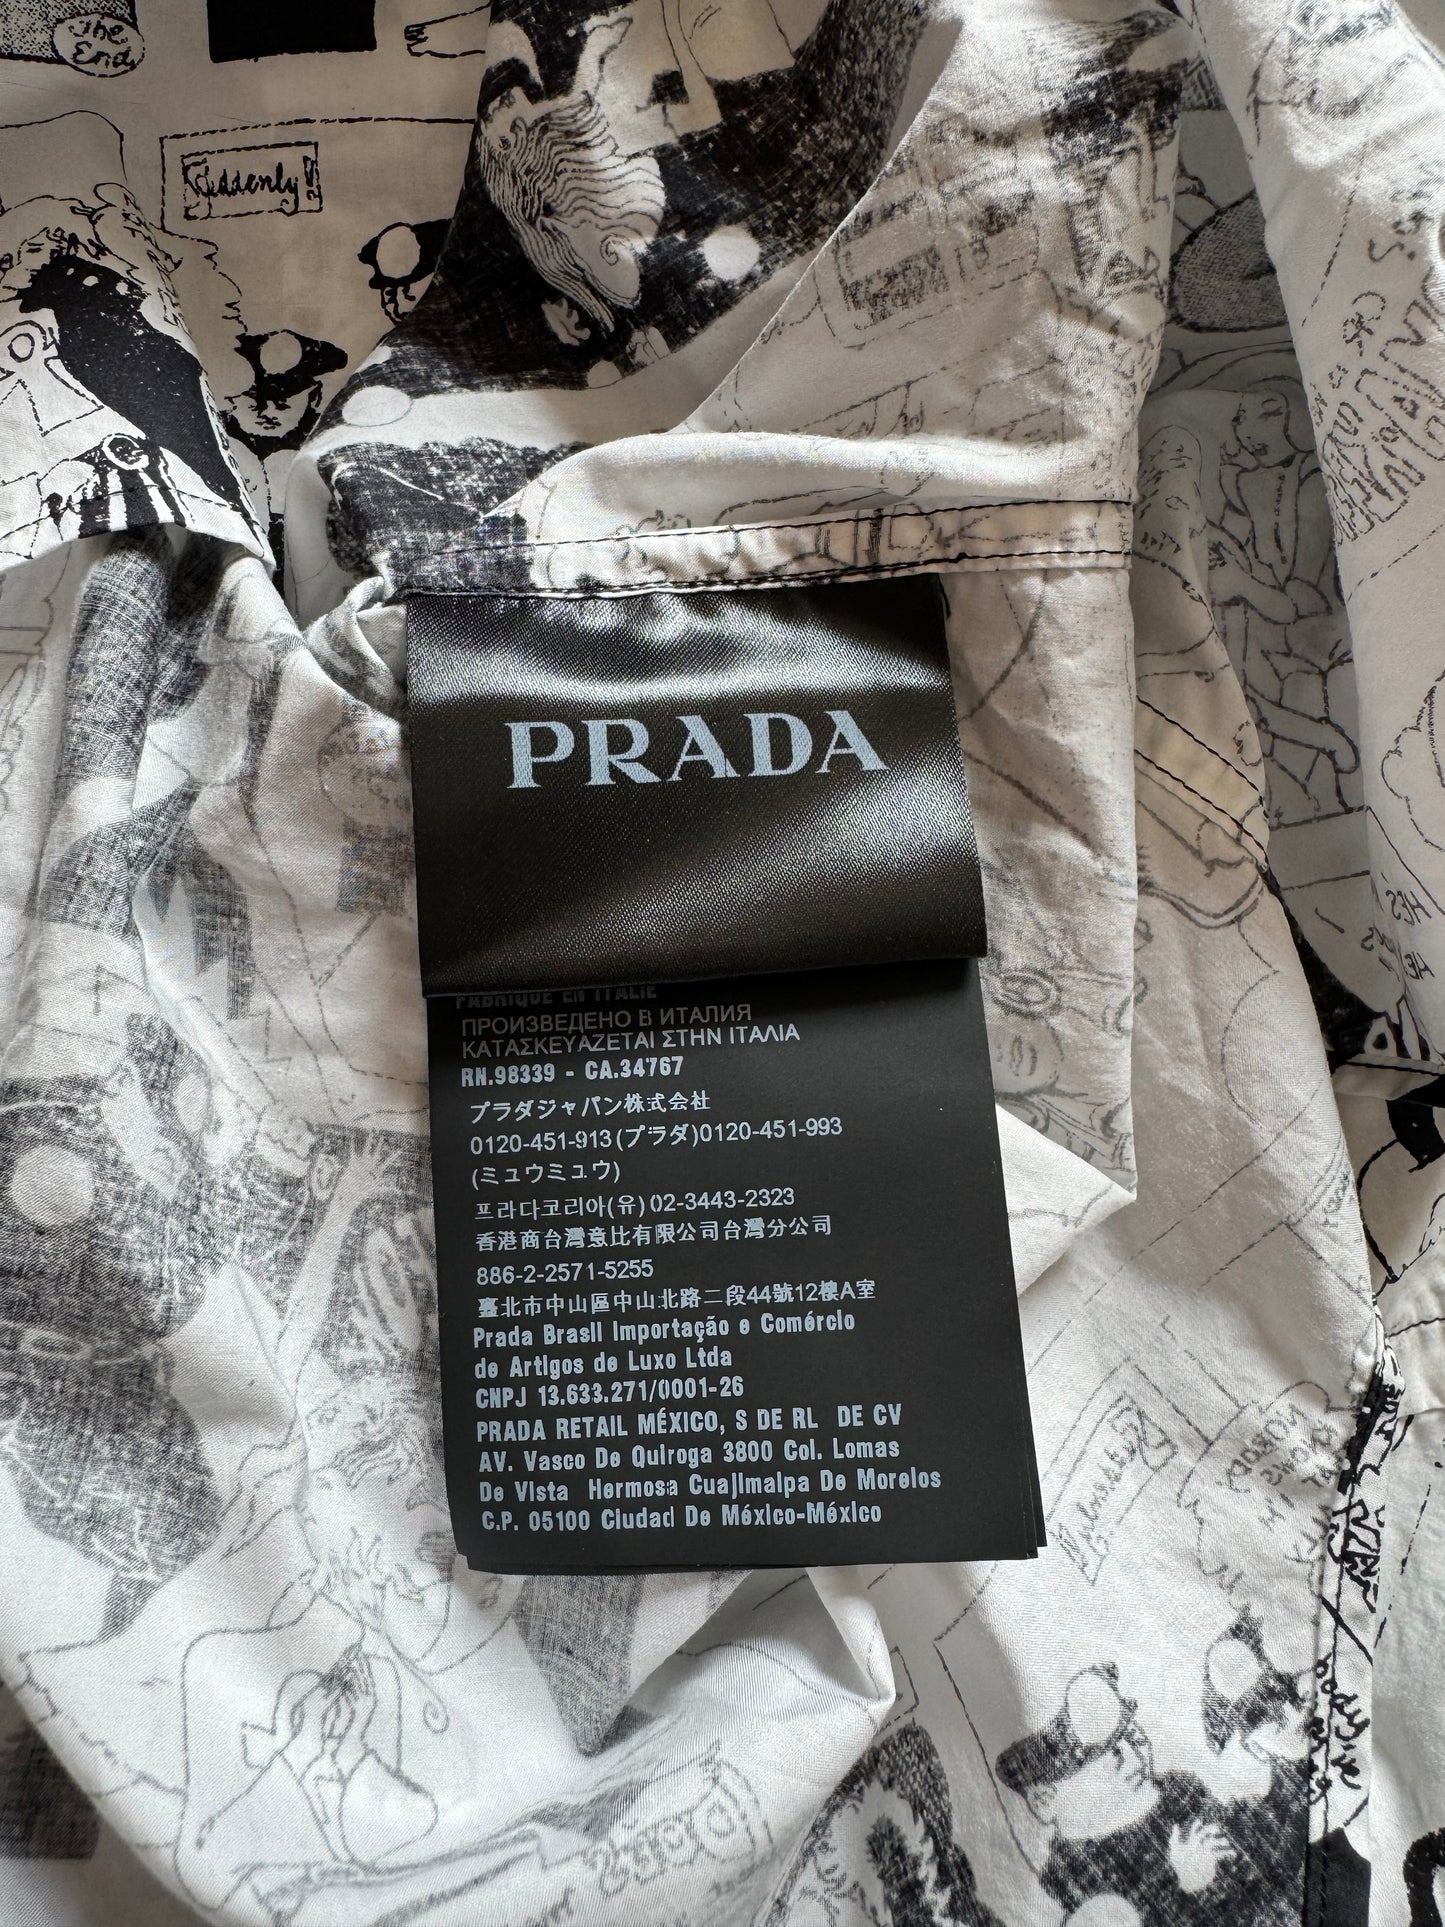 The
End
Suddenly!
PRADA
FABRIQUÉ EN ITALIE
ПРОИЗВЕДЕНО В ИТАЛИЯ
ΚΑΤΑΣΚΕΥΑΖΕΤΑΙ ΣΤΗΝ ΙΤΑΛΙΑ
RN.98339 - CA.34767
プラダジャパン株式会社
0120-451-913(プラダ)0120-451-993
(ミュウミュウ)
프라다코리아(유)02-3443-2323
香港商台灣意比有限公司台灣分公司
886-2-2571-5255
臺北市中山區中山北路二段44號12樓A室
Prada Brasil Importação e Comércio
de Artigos de Luxo Ltda
CNPJ 13.633.271/0001-26
PRADA RETAIL MÉXICO, S DE RL DE CV
AV. Vasco De Quiroga 3800 Col. Lomas
De Vista Hermosa Cuajimalpa De Morelos
C.P. 05100 Ciudad De México-México